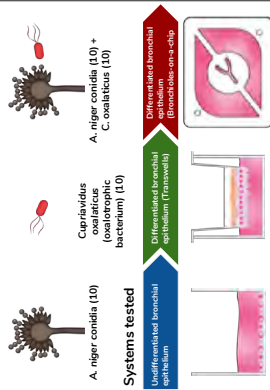 A. niger conidia (10)
Cupriavidus
oxalaticus
(oxalotrophic
bacterium) (10)
A. niger conidia (10) +
C. oxalaticus (10)
Systems tested
Undifferentiated bronchial
epithelium
Differentiated bronchial
epithelium (Transwells)
Differentiated bronchial
epithelium
(Bronchioles-on-a-chip